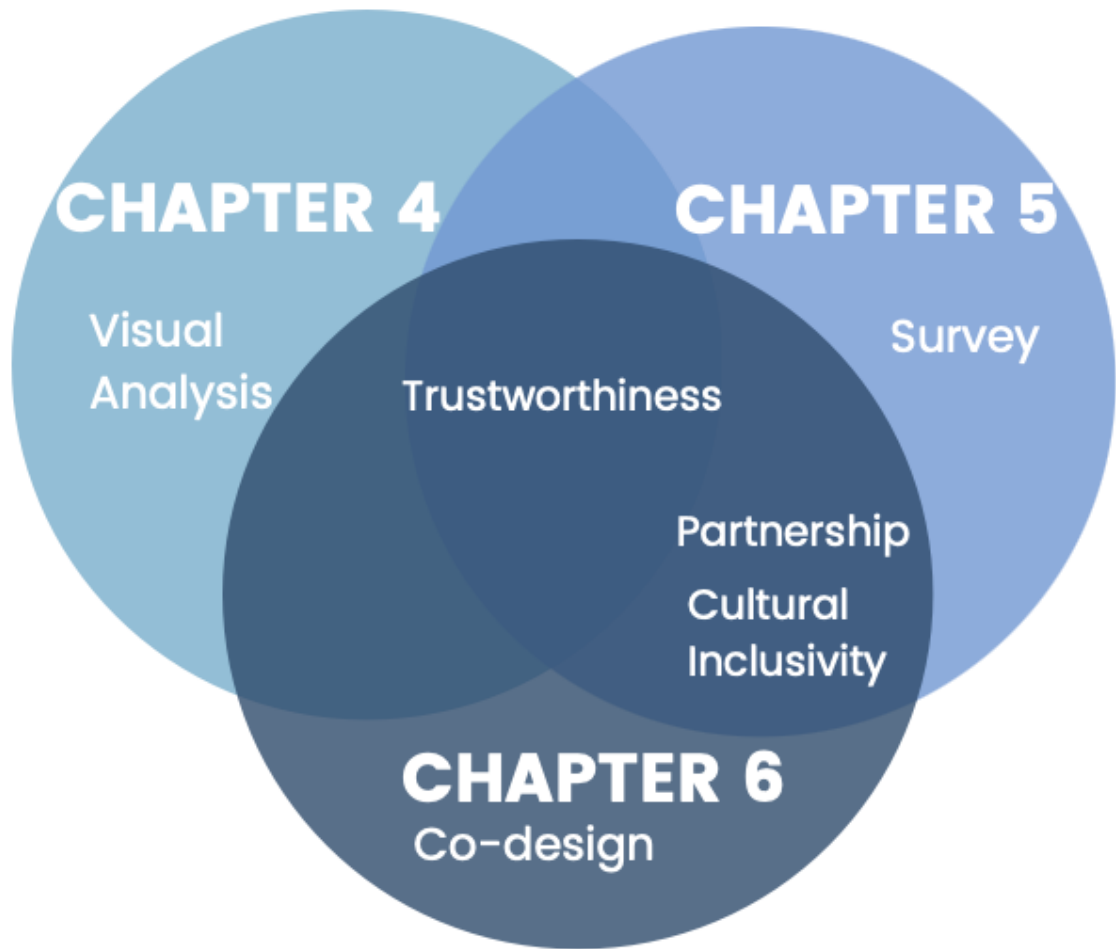 CHAPTER 4
Visual
Analysis
CHAPTER 5
Survey
Trustworthiness
Partnership
Cultural
Inclusivity
CHAPTER 6
Co-design